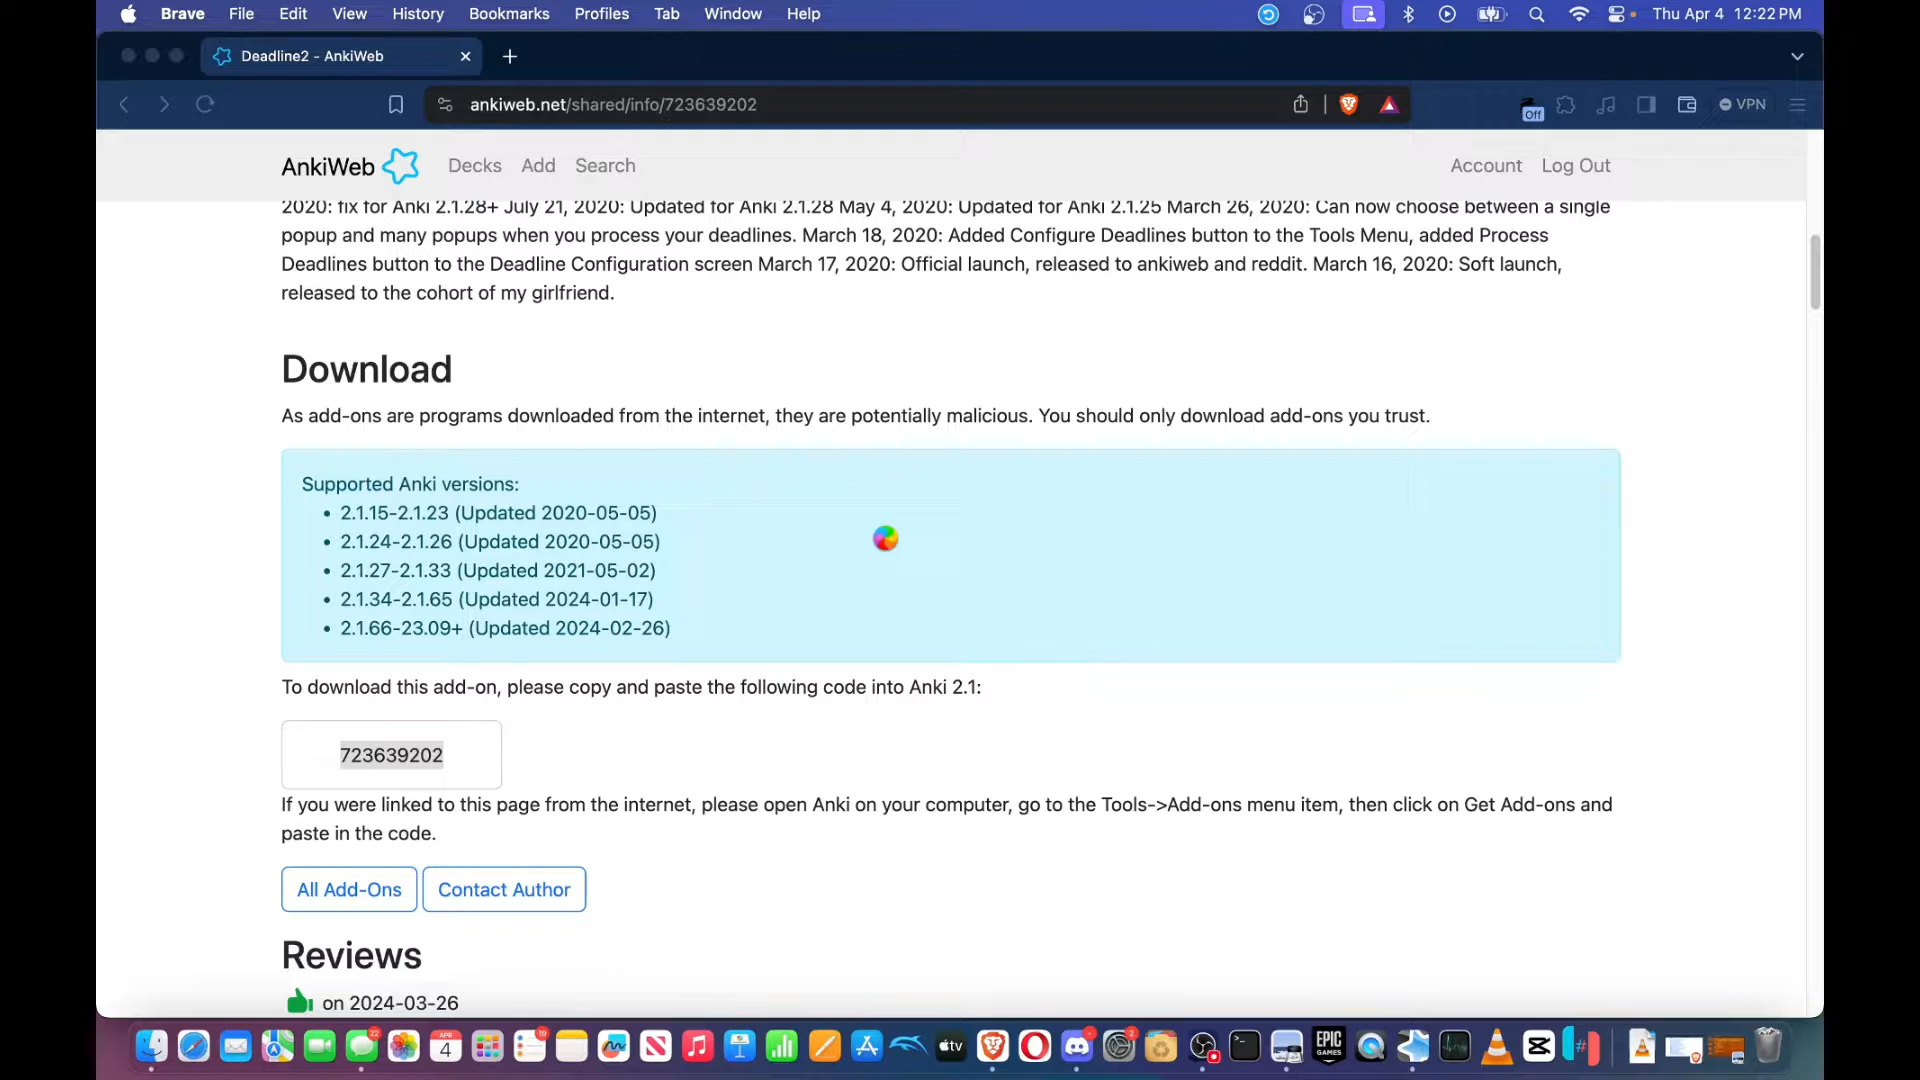 Brave File Edit View History Bookmarks Profiles Tab Window Help Thu Apr 4 12:22 PM
Deadline2 - AnkiWeb
ankiweb.net/shared/info/723639202 Off VPN
AnkiWeb Decks Add Search Account Log Out
2020: fix for Anki 2.1.28+ July 21, 2020: Updated for Anki 2.1.28 May 4, 2020: Updated for Anki 2.1.25 March 26, 2020: Can now choose between a single
popup and many popups when you process your deadlines. March 18, 2020: Added Configure Deadlines button to the Tools Menu, added Process
Deadlines button to the Deadline Configuration screen March 17, 2020: Official launch, released to ankiweb and reddit. March 16, 2020: Soft launch,
released to the cohort of my girlfriend.
Download
As add-ons are programs downloaded from the internet, they are potentially malicious. You should only download add-ons you trust.
Supported Anki versions:
• 2.1.15-2.1.23 (Updated 2020-05-05)
• 2.1.24-2.1.26 (Updated 2020-05-05)
• 2.1.27-2.1.33 (Updated 2021-05-02)
• 2.1.34-2.1.65 (Updated 2024-01-17)
• 2.1.66-23.09+ (Updated 2024-02-26)
To download this add-on, please copy and paste the following code into Anki 2.1:
723639202
If you were linked to this page from the internet, please open Anki on your computer, go to the Tools->Add-ons menu item, then click on Get Add-ons and
paste in the code.
All Add-Ons Contact Author
Reviews
on 2024-03-26
APR 4 tv EPIC GAMES